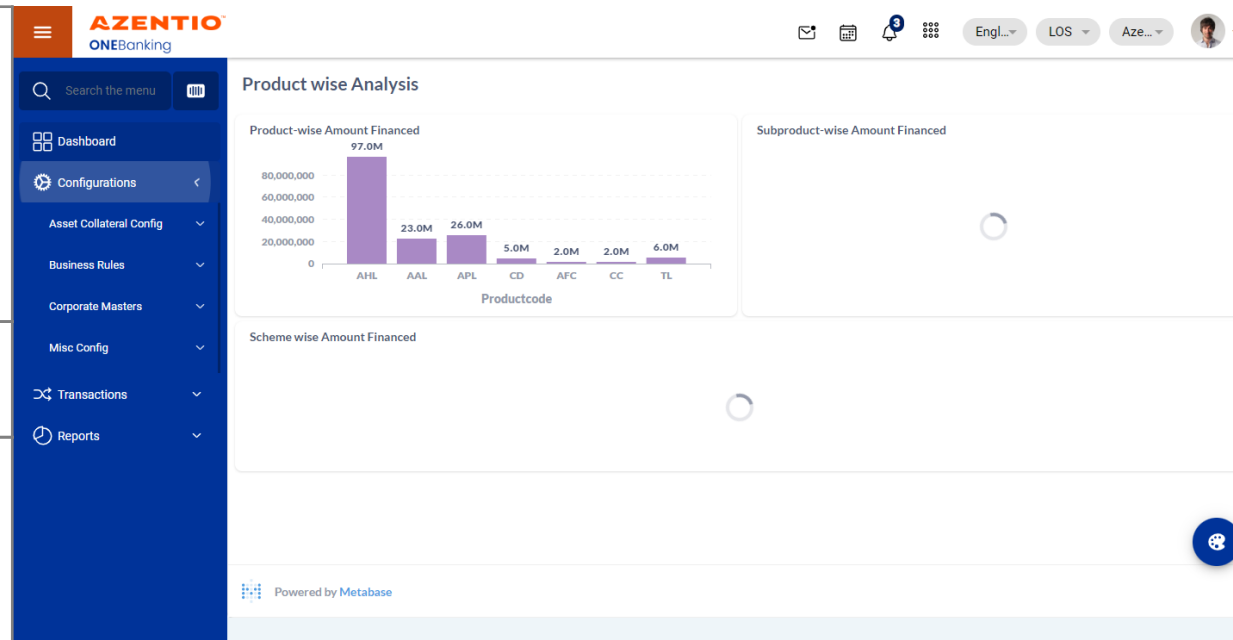 AZENTIO
ONEBanking
3
Engl...
LOS
Aze...
Search the menu
Dashboard
Configurations
Asset Collateral Config
Business Rules
Corporate Masters
Misc Config
Transactions
Reports
Product wise Analysis
Product-wise Amount Financed
97.0M
80,000,000
60,000,000
40,000,000
20,000,000
0
23.0M
26.0M
5.0M
2.0M
2.0M
6.0M
AHL AAL APL CD AFC CC TL
Productcode
Subproduct-wise Amount Financed
Scheme wise Amount Financed
Powered by Metabase